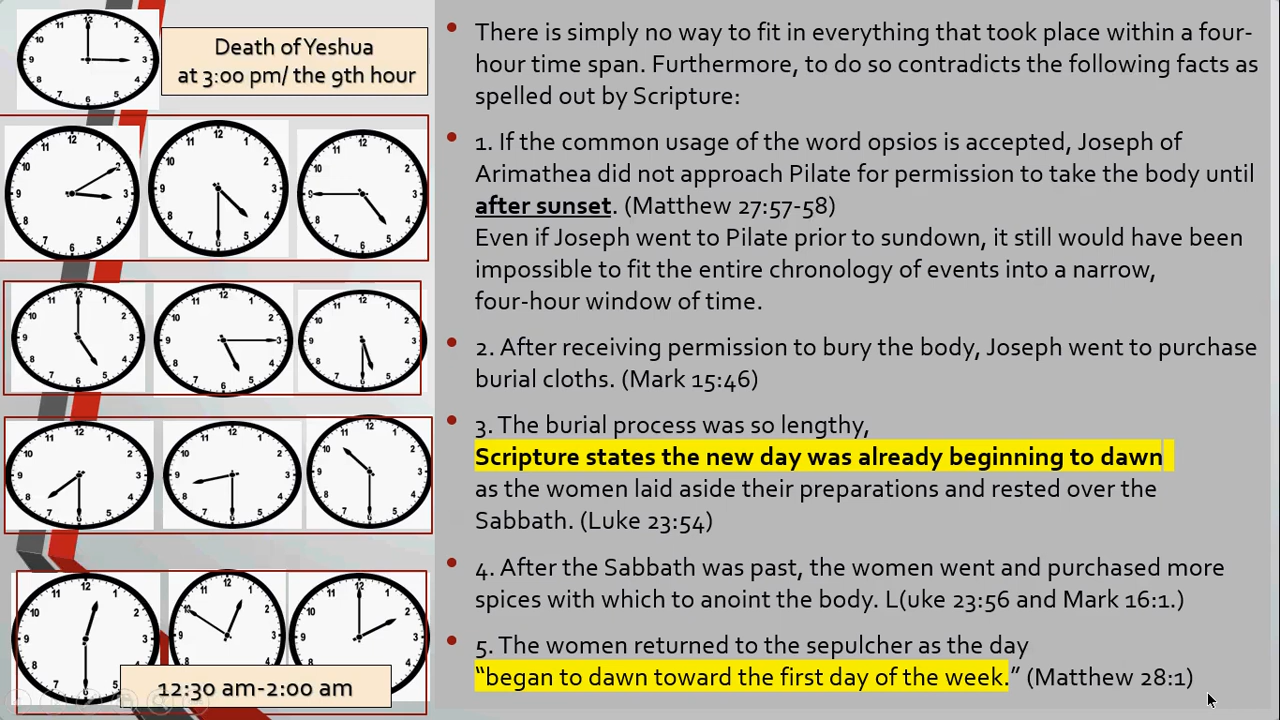 Death of Yeshua
at 3:00 pm/ the 9th hour
12:30 am-2:00 am
• There is simply no way to fit in everything that took place within a four-
hour time span. Furthermore, to do so contradicts the following facts as
spelled out by Scripture:
• 1. If the common usage of the word opsios is accepted, Joseph of
Arimathea did not approach Pilate for permission to take the body until
after sunset. (Matthew 27:57-58)
Even if Joseph went to Pilate prior to sundown, it still would have been
impossible to fit the entire chronology of events into a narrow,
four-hour window of time.
• 2. After receiving permission to bury the body, Joseph went to purchase
burial cloths. (Mark 15:46)
• 3. The burial process was so lengthy,
Scripture states the new day was already beginning to dawn
as the women laid aside their preparations and rested over the
Sabbath. (Luke 23:54)
• 4. After the Sabbath was past, the women went and purchased more
spices with which to anoint the body. L(uke 23:56 and Mark 16:1.)
• 5. The women returned to the sepulcher as the day
“began to dawn toward the first day of the week.” (Matthew 28:1)